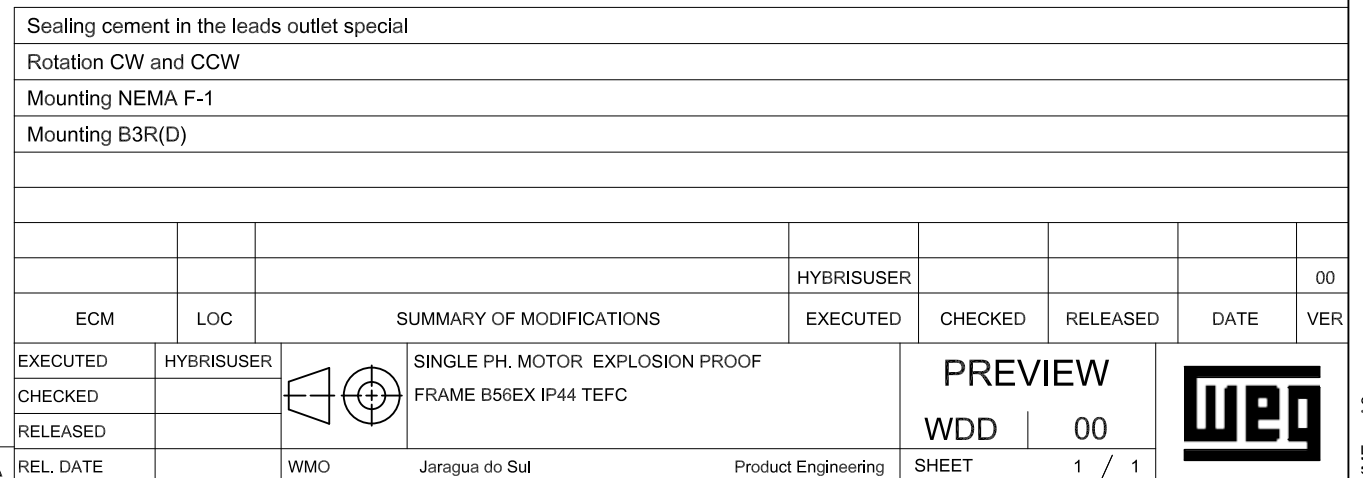 Sealing cement in the leads outlet special
Rotation CW and CCW
Mounting NEMA F-1
Mounting B3R(D)
HYBRISUSER 00
ECM LOC SUMMARY OF MODIFICATIONS EXECUTED CHECKED RELEASED DATE VER
EXECUTED HYBRISUSER SINGLE PH. MOTOR EXPLOSION PROOF PREVIEW
CHECKED FRAME B56EX IP44 TEFC
RELEASED WDD 00
REL. DATE WMO Jaragua do Sul Product Engineering SHEET 1 / 1
weg